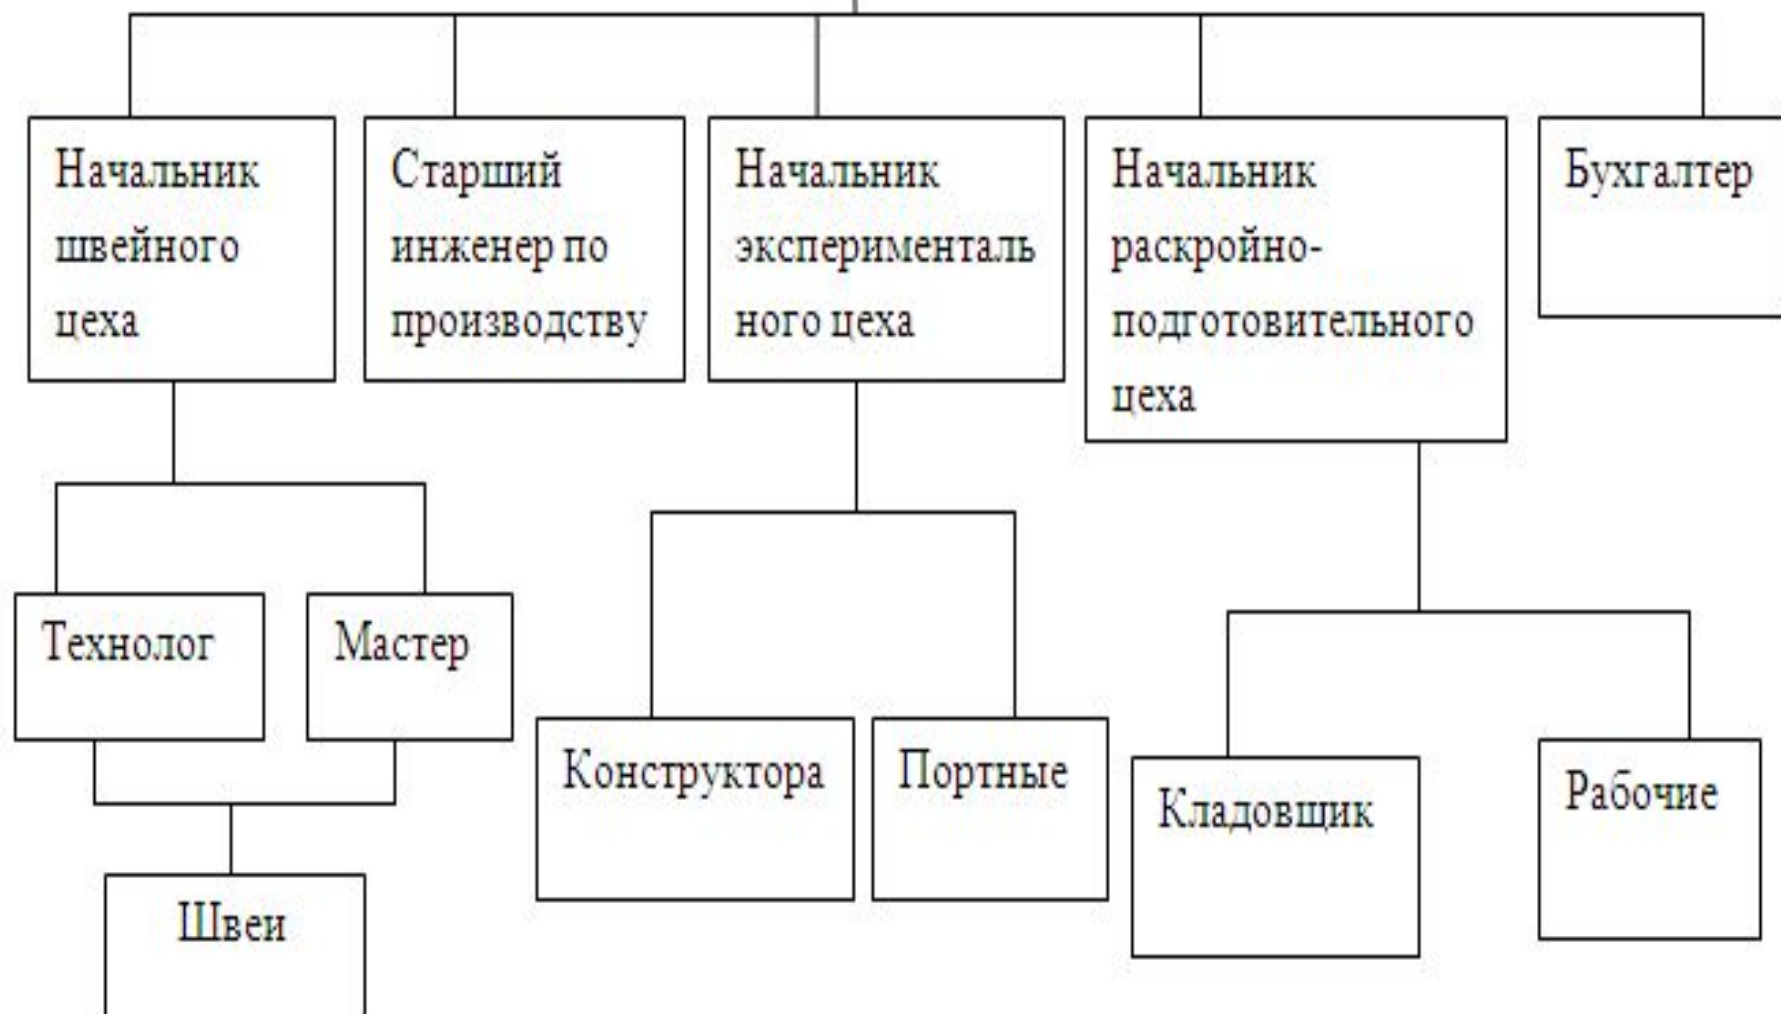 Начальник
швейного
цеха
Старший
инженер по
производству
Начальник
эксперименталь
ного цеха
Начальник
раскройно-
подготовительного
цеха
Бухгалтер
Технолог
Мастер
Конструктора
Портные
Кладовщик
Рабочие
Швеи